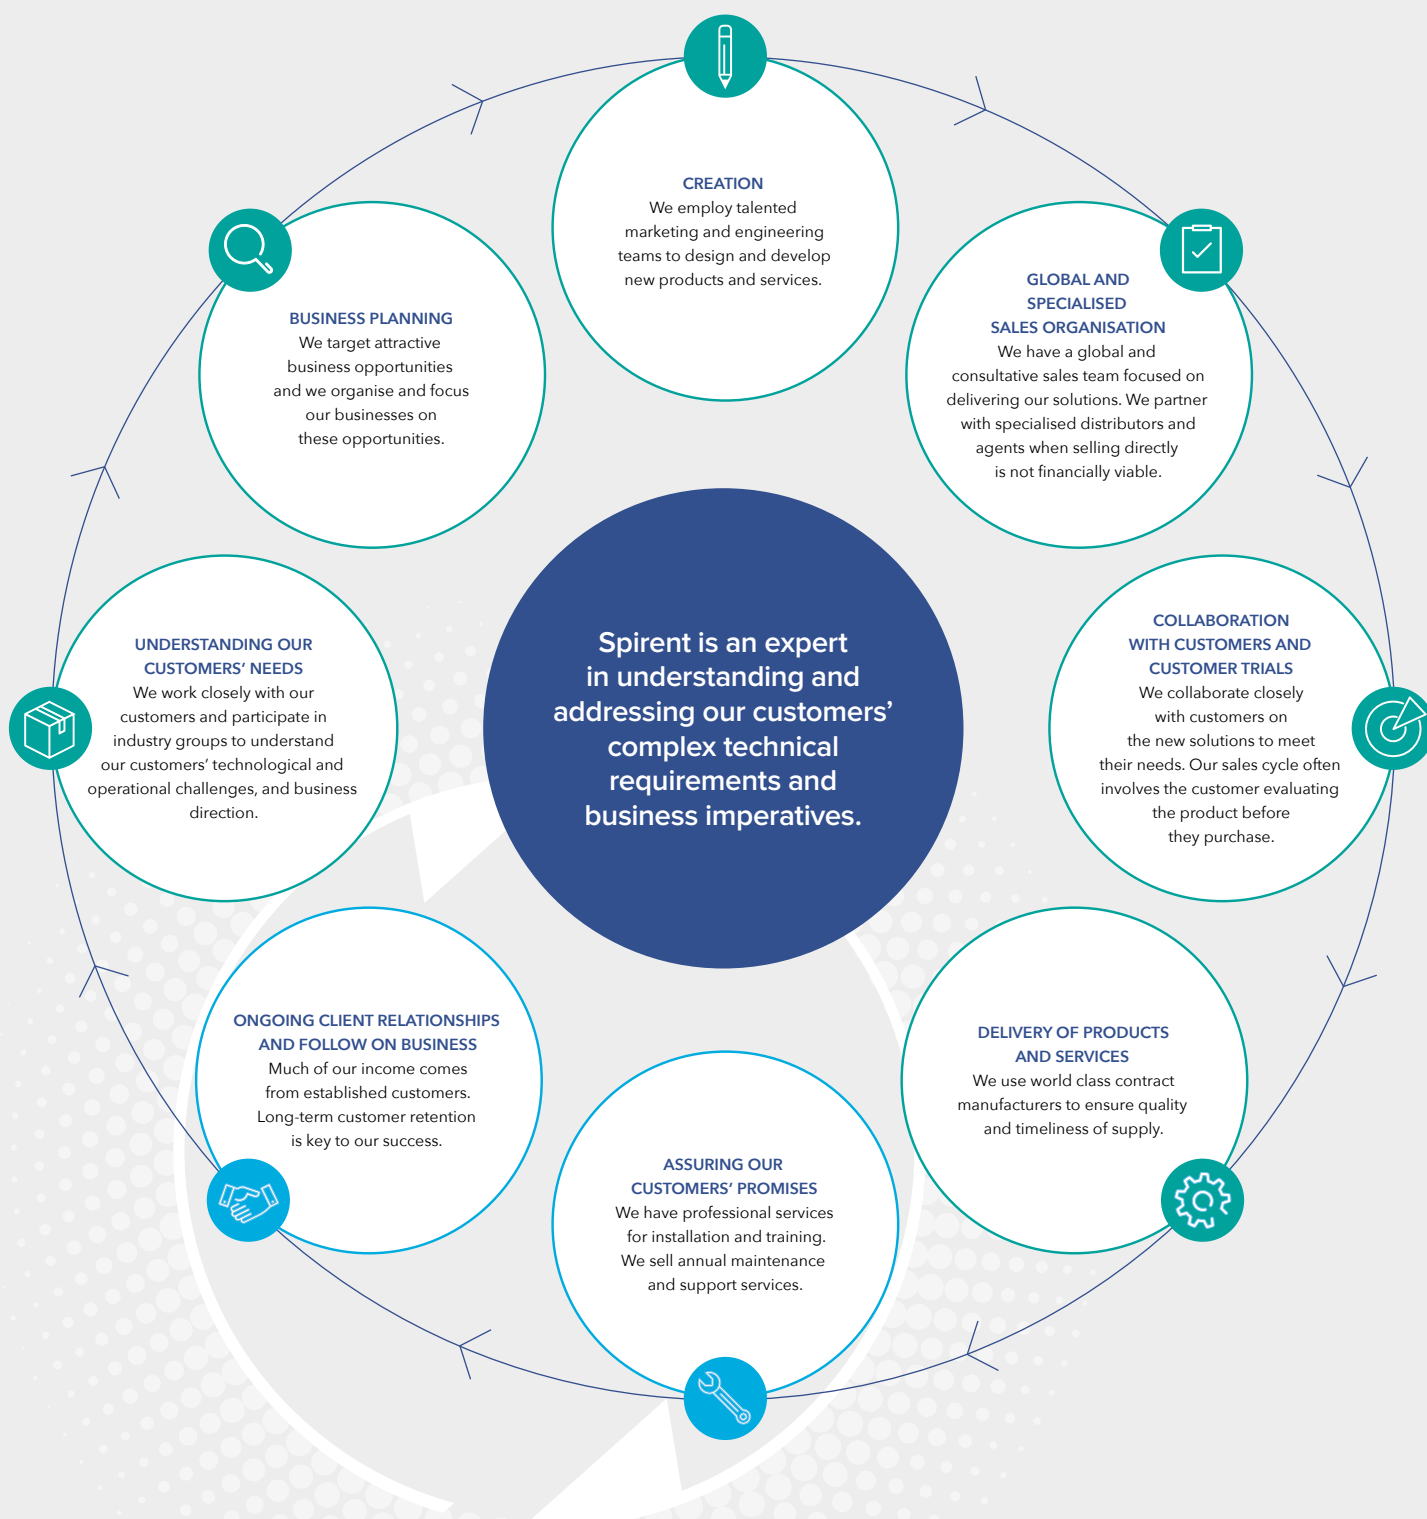 CREATION
We employ talented
marketing and engineering
teams to design and develop
new products and services.
GLOBAL AND
SPECIALISED
SALES ORGANISATION
We have a global and
consultative sales team focused on
delivering our solutions. We partner
with specialised distributors and
agents when selling directly
is not financially viable.
COLLABORATION
WITH CUSTOMERS AND
CUSTOMER TRIALS
We collaborate closely
with customers on
the new solutions to meet
their needs. Our sales cycle often
involves the customer evaluating
the product before
they purchase.
DELIVERY OF PRODUCTS
AND SERVICES
We use world class contract
manufacturers to ensure quality
and timeliness of supply.
ASSURING OUR
CUSTOMERS’ PROMISES
We have professional services
for installation and training.
We sell annual maintenance
and support services.
ONGOING CLIENT RELATIONSHIPS
AND FOLLOW ON BUSINESS
Much of our income comes
from established customers.
Long-term customer retention
is key to our success.
UNDERSTANDING OUR
CUSTOMERS’ NEEDS
We work closely with our
customers and participate in
industry groups to understand
our customers’ technological and
operational challenges, and business
direction.
BUSINESS PLANNING
We target attractive
business opportunities
and we organise and focus
our businesses on
these opportunities.
Spirent is an expert
in understanding and
addressing our customers’
complex technical
requirements and
business imperatives.